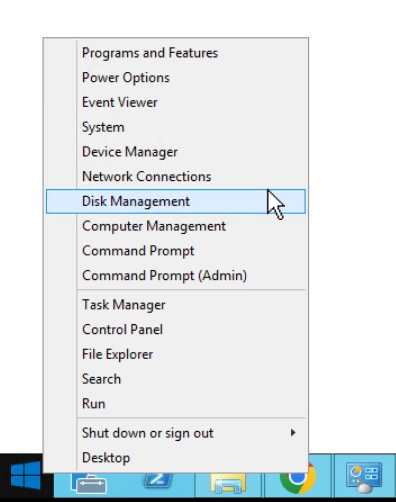 Programs and Features
Power Options
Event Viewer
System
Device Manager
Network Connections
Disk Management
Computer Management
Command Prompt
Command Prompt (Admin)
Task Manager
Control Panel
File Explorer
Search
Run
Shut down or sign out
Desktop